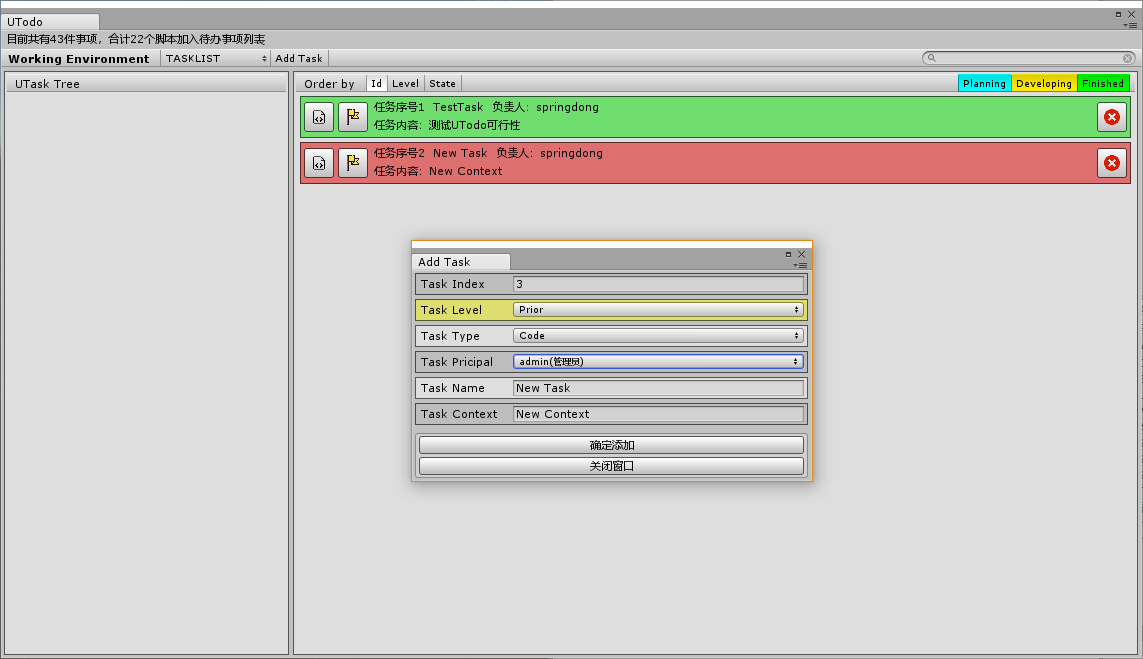 UTodo
目前共有43件事项，合计22个脚本加入待办事项列表
Working Environment TASKLIST Add Task
UTask Tree
Order by Id Level State Planning Developing Finished
任务序号1 TestTask 负责人: springdong
任务内容: 测试UTodo可行性
任务序号2 New Task 负责人: springdong
任务内容: New Context
Add Task
Task Index 3
Task Level Prior
Task Type Code
Task Pricipal admin(管理员)
Task Name New Task
Task Context New Context
确定添加
关闭窗口